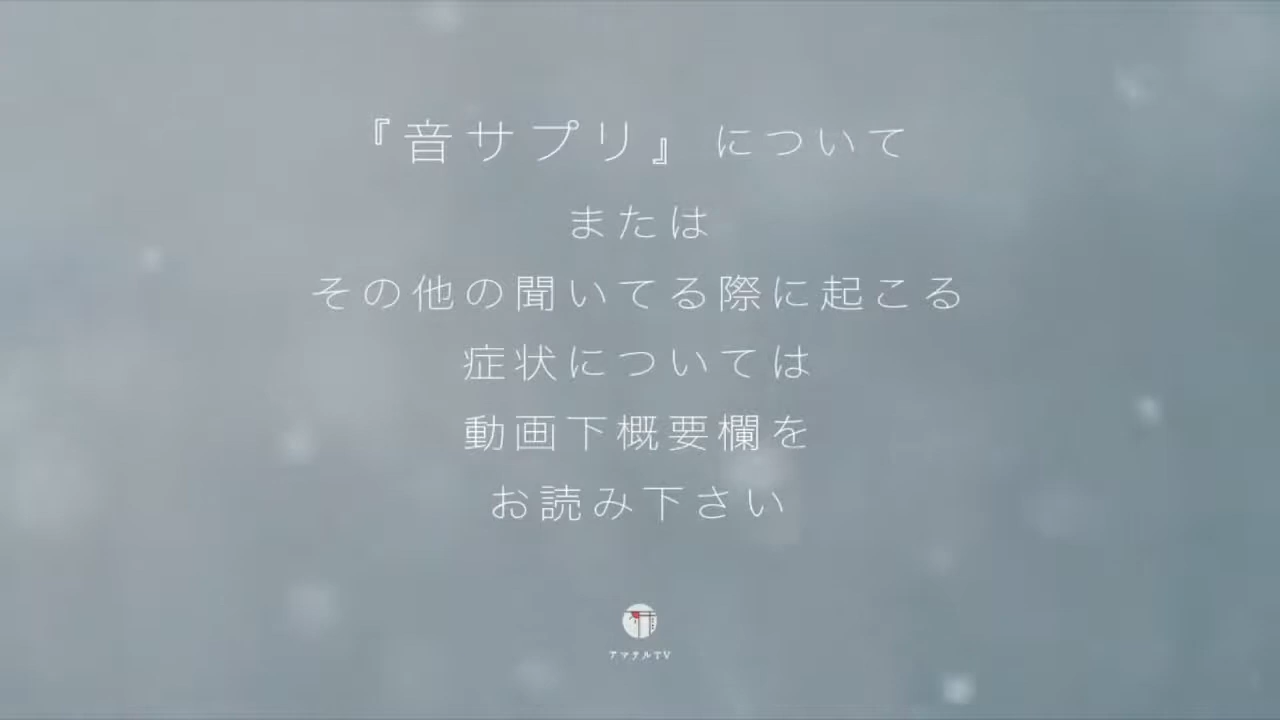 『音サプリ』について
または
その他の聞いてる際に起こる
症状については
動画下概要欄を
お読み下さい
アマテルTV